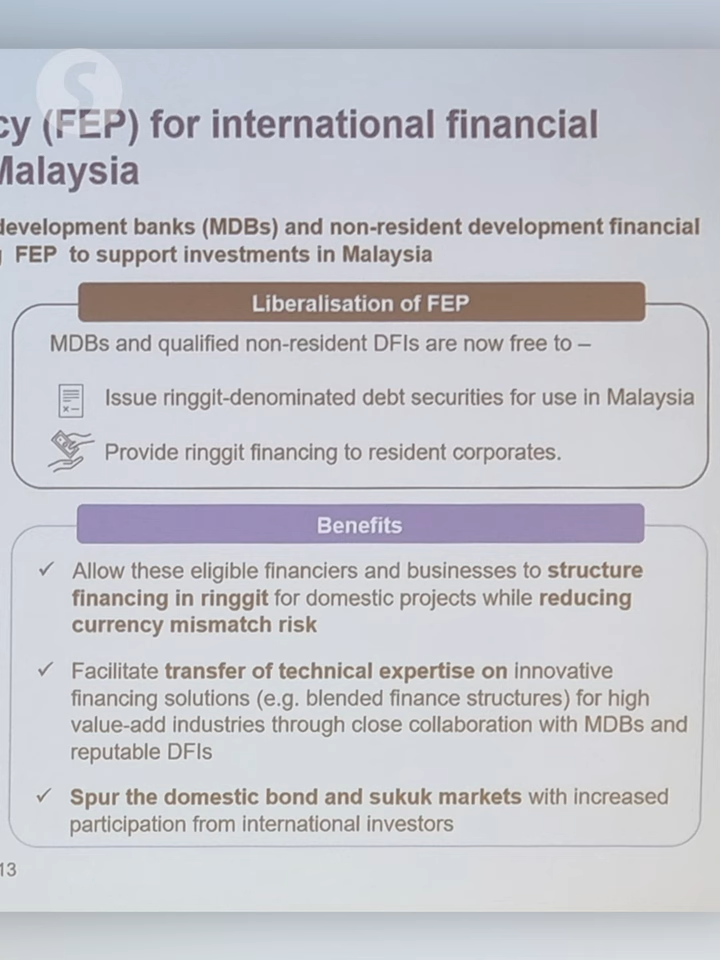 S
cy (FEP) for international financial
Malaysia
development banks (MDBs) and non-resident development financial
FEP to support investments in Malaysia
Liberalisation of FEP
MDBs and qualified non-resident DFIs are now free to –
Issue ringgit-denominated debt securities for use in Malaysia
Provide ringgit financing to resident corporates.
Benefits
✓ Allow these eligible financiers and businesses to structure
financing in ringgit for domestic projects while reducing
currency mismatch risk
✓ Facilitate transfer of technical expertise on innovative
financing solutions (e.g. blended finance structures) for high
value-add industries through close collaboration with MDBs and
reputable DFIs
✓ Spur the domestic bond and sukuk markets with increased
participation from international investors
13